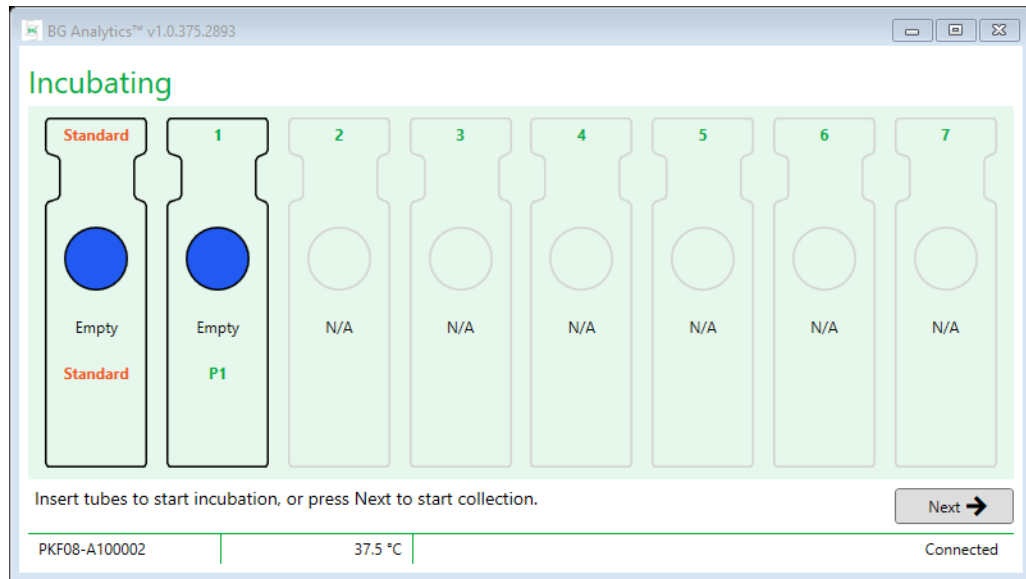 BG Analytics™ v1.0.375.2893
Incubating
Standard 1 2 3 4 5 6 7
Empty Empty N/A N/A N/A N/A N/A N/A
Standard P1
Insert tubes to start incubation, or press Next to start collection.
Next
PKF08-A100002 37.5 °C Connected